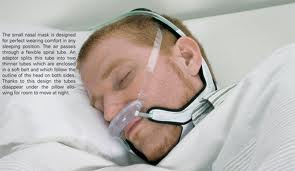 The small nasal mask is designed
for perfect wearing comfort in any
sleeping position. The air passes
through a flexible spiral tube. An
adaptor splits this tube into two
thinner tubes which are enclosed
in a soft belt and which follow the
outline of the head on both sides.
Thanks to this design the tubes
disappear under the pillow allow-
ing for room to move at night.